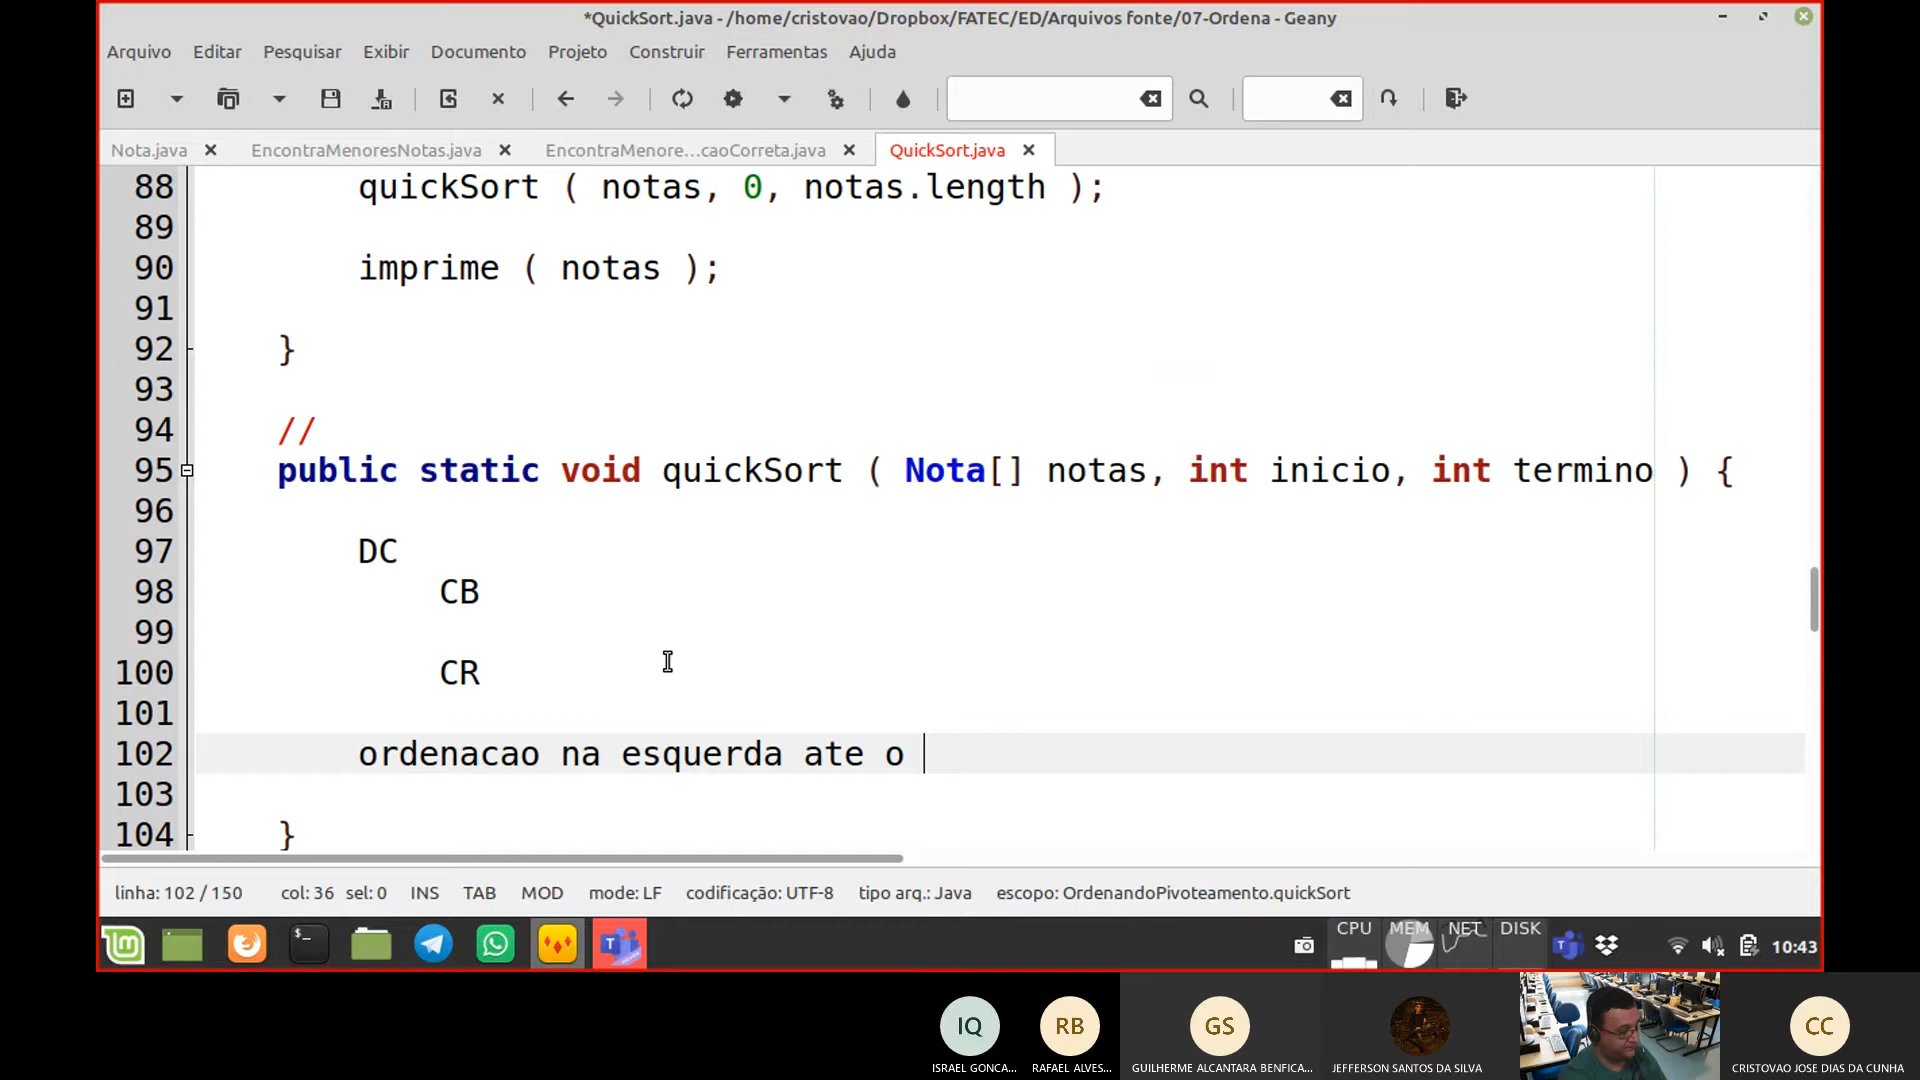 *QuickSort.java - /home/cristovao/Dropbox/FATEC/ED/Arquivos fonte/07-Ordena - Geany
Arquivo Editar Pesquisar Exibir Documento Projeto Construir Ferramentas Ajuda
Nota.java EncontraMenoresNotas.java EncontraMenore...caoCorreta.java QuickSort.java
88 quickSort ( notas, 0, notas.length );
89
90 imprime ( notas );
91
92 }
93
94 //
95 public static void quickSort ( Nota[] notas, int inicio, int termino ) {
96
97 DC
98 CB
99
100 CR
101
102 ordenacao na esquerda ate o
103
104 }
linha: 102 / 150 col: 36 sel: 0 INS TAB MOD mode: LF codificação: UTF-8 tipo arq.: Java escopo: OrdenandoPivoteamento.quickSort
CPU MEM NET DISK 10:43
IQ RB GS CC
ISRAEL GONCA... RAFAEL ALVES... GUILHERME ALCANTARA BENFICA... JEFFERSON SANTOS DA SILVA CRISTOVAO JOSE DIAS DA CUNHA